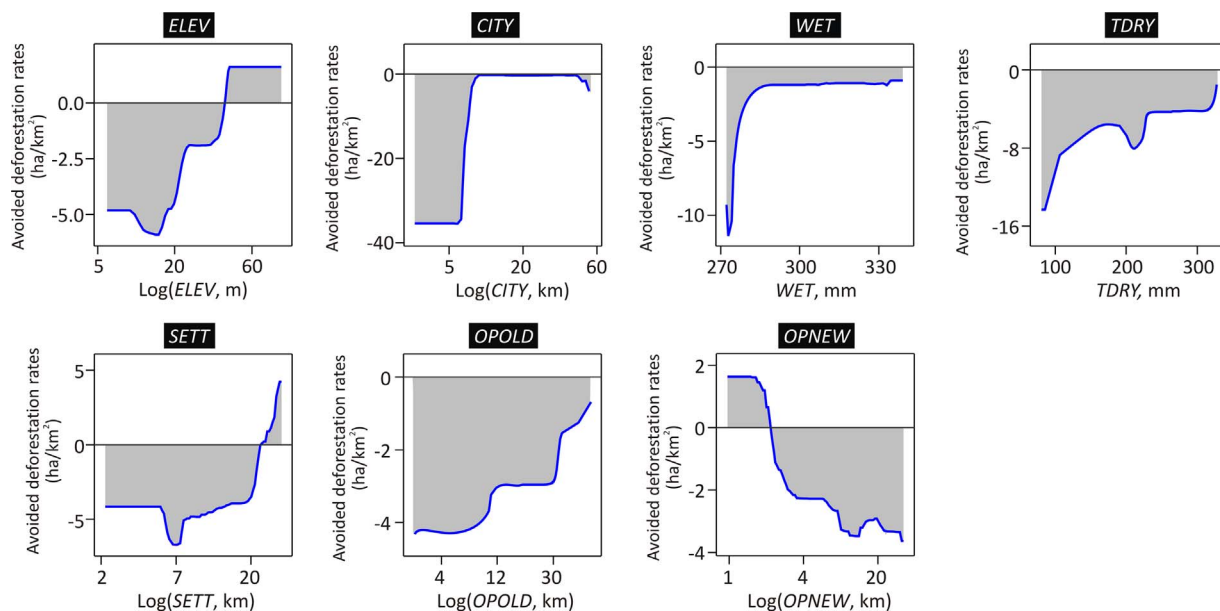 ELEV
Avoided deforestation rates
(ha/km²)
0.0
-2.5
-5.0
5
20
60
Log(ELEV, m)
CITY
Avoided deforestation rates
(ha/km²)
0
-20
-40
5
20
60
Log(CITY, km)
WET
Avoided deforestation rates
(ha/km²)
0
-5
-10
270
300
330
WET, mm
TDRY
Avoided deforestation rates
(ha/km²)
0
-8
-16
100
200
300
TDRY, mm
SETT
Avoided deforestation rates
(ha/km²)
5
0
-5
2
7
20
Log(SETT, km)
OPOLD
Avoided deforestation rates
(ha/km²)
0
-2
-4
4
12
30
Log(OPOLD, km)
OPNEW
Avoided deforestation rates
(ha/km²)
2
0
-2
-4
1
4
20
Log(OPNEW, km)